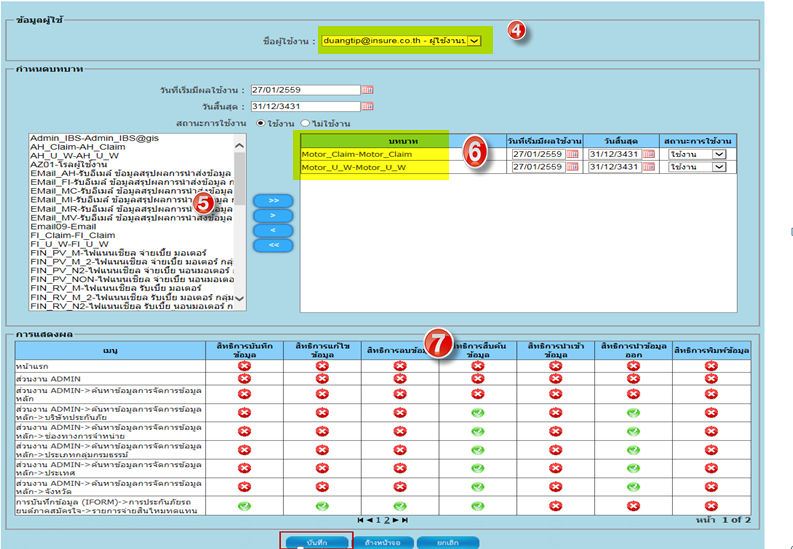 ข้อมูลผู้ใช้
ชื่อผู้ใช้งาน : duangtip@insure.co.th - ผู้ใช้งานบ
4
กำหนดบทบาท
วันที่เริ่มมีผลใช้งาน : 27/01/2559
วันสิ้นสุด : 31/12/3431
สถานะการใช้งาน ใช้งาน ไม่ใช้งาน
Admin_IBS-Admin_IBS@gis
AH_Claim-AH_Claim
AH_U_W-AH_U_W
AZ01-โรลผู้ใช้งาน
EMail_AH-รับอีเมล์ ข้อมูลสรุปผลการนำส่งข้อมูล
EMail_FI-รับอีเมล์ ข้อมูลสรุปผลการนำส่งข้อมูล ก
EMail_MC-รับอีเมล์ ข้อมูลสรุปผลการนำส่งข้อมูล
EMail_MI-รับอีเมล์ ข้อมูลสรุปผลการนำส่งข้อมูล ก
EMail_MR-รับอีเมล์ ข้อมูลสรุปผลการนำส่งข้อมูล
EMail_MV-รับอีเมล์ ข้อมูลสรุปผลการนำส่งข้อมูล
Email09-Email
FI_Claim-FI_Claim
FI_U_W-FI_U_W
FIN_PV_M-ไฟแนนเชียล จ่ายเบี้ย มอเตอร์
FIN_PV_M_2-ไฟแนนเชียล จ่ายเบี้ย มอเตอร์ กลุ่
FIN_PV_N2-ไฟแนนเชียล จ่ายเบี้ย นอนมอเตอร์
FIN_PV_NON-ไฟแนนเชียล จ่ายเบี้ย นอนมอเตอร์
FIN_RV_M-ไฟแนนเชียล รับเบี้ย มอเตอร์
FIN_RV_M_2-ไฟแนนเชียล รับเบี้ย มอเตอร์ กลุ่ม
FIN_RV_N2-ไฟแนนเชียล รับเบี้ย นอนมอเตอร์ ก
5
>>
>
<
<<
บทบาท วันที่เริ่มมีผลใช้งาน วันสิ้นสุด สถานะการใช้งาน
Motor_Claim-Motor_Claim 27/01/2559 31/12/3431 ใช้งาน
Motor_U_W-Motor_U_W 27/01/2559 31/12/3431 ใช้งาน
6
การแสดงผล
7
เมนู สิทธิการบันทึกข้อมูล สิทธิการแก้ไขข้อมูล สิทธิการลบข้อมูล สิทธิการสืบค้นข้อมูล สิทธิการนำเข้าข้อมูล สิทธิการนำข้อมูลออก สิทธิการพิมพ์ข้อมูล
หน้าแรก
ส่วนงาน ADMIN
ส่วนงาน ADMIN->ค้นหาข้อมูลการจัดการข้อมูล
หลัก
ส่วนงาน ADMIN->ค้นหาข้อมูลการจัดการข้อมูล
หลัก->บริษัทประกันภัย
ส่วนงาน ADMIN->ค้นหาข้อมูลการจัดการข้อมูล
หลัก->ช่องทางการจำหน่าย
ส่วนงาน ADMIN->ค้นหาข้อมูลการจัดการข้อมูล
หลัก->ประเภทกลุ่มกรมธรรม์
ส่วนงาน ADMIN->ค้นหาข้อมูลการจัดการข้อมูล
หลัก->ประเทศ
ส่วนงาน ADMIN->ค้นหาข้อมูลการจัดการข้อมูล
หลัก->จังหวัด
การบันทึกข้อมูล (IFORM)->การประกันภัยรถ
ยนต์ภาคสมัครใจ->รายการจ่ายสินไหมทดแทน
1 2
หน้า 1 of 2
บันทึก ล้างหน้าจอ ยกเลิก